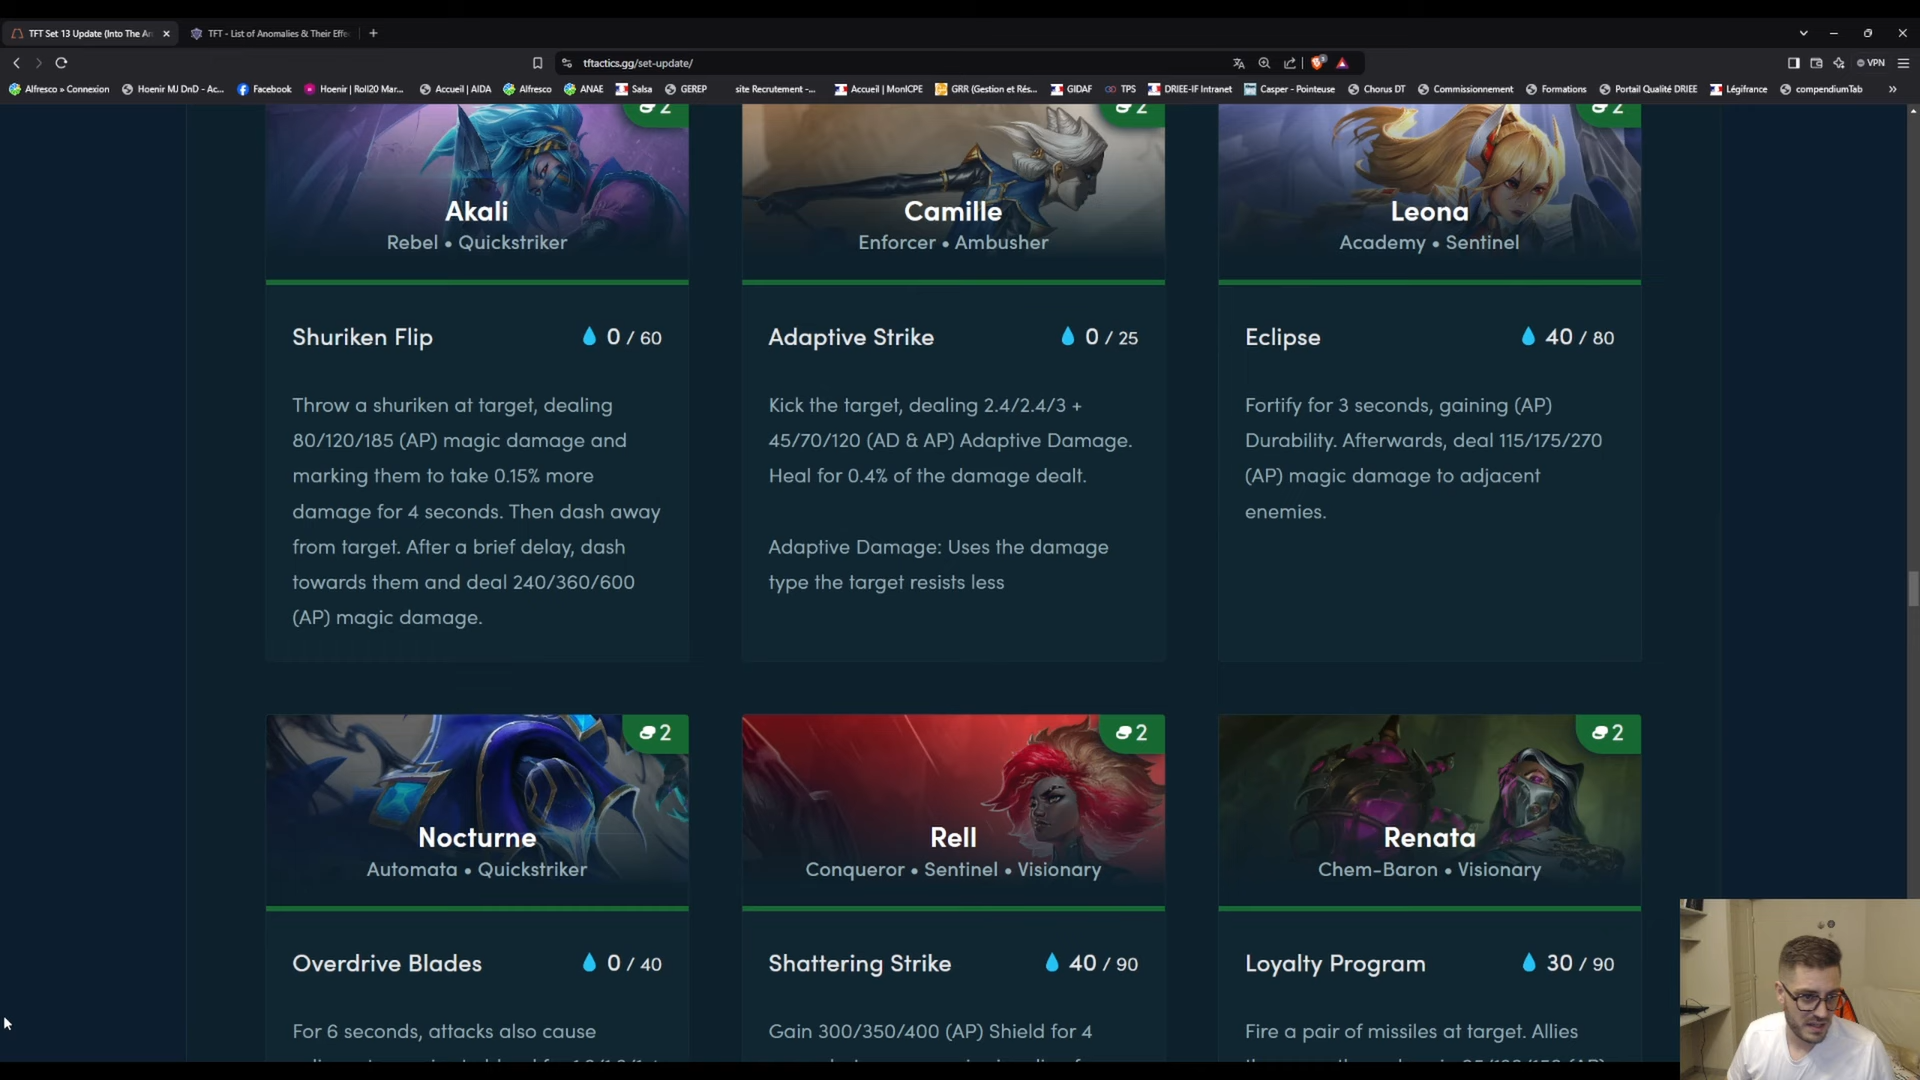 TFT Set 13 Update (Into The Ar
TFT - List of Anomalies & Their Effe
tftactics.gg/set-update/
VPN
Alfresco » Connexion
Hoenir MJ DnD - Ac...
Facebook
Hoenir | Roll20 Mar...
Accueil | AIDA
Alfresco
ANAE
Salsa
GEREP
site Recrutement -...
Accueil | MonICPE
GRR (Gestion et Rés...
GIDAF
TPS
DRIEE-IF Intranet
Casper - Pointeuse
Chorus DT
Commissionnement
Formations
Portail Qualité DRIEE
Légifrance
compendiumTab
2
Akali
Rebel • Quickstriker
Shuriken Flip
0 / 60
Throw a shuriken at target, dealing
80/120/185 (AP) magic damage and
marking them to take 0.15% more
damage for 4 seconds. Then dash away
from target. After a brief delay, dash
towards them and deal 240/360/600
(AP) magic damage.
2
Camille
Enforcer • Ambusher
Adaptive Strike
0 / 25
Kick the target, dealing 2.4/2.4/3 +
45/70/120 (AD & AP) Adaptive Damage.
Heal for 0.4% of the damage dealt.
Adaptive Damage: Uses the damage
type the target resists less
2
Leona
Academy • Sentinel
Eclipse
40 / 80
Fortify for 3 seconds, gaining (AP)
Durability. Afterwards, deal 115/175/270
(AP) magic damage to adjacent
enemies.
2
Nocturne
Automata • Quickstriker
Overdrive Blades
0 / 40
For 6 seconds, attacks also cause
2
Rell
Conqueror • Sentinel • Visionary
Shattering Strike
40 / 90
Gain 300/350/400 (AP) Shield for 4
2
Renata
Chem-Baron • Visionary
Loyalty Program
30 / 90
Fire a pair of missiles at target. Allies